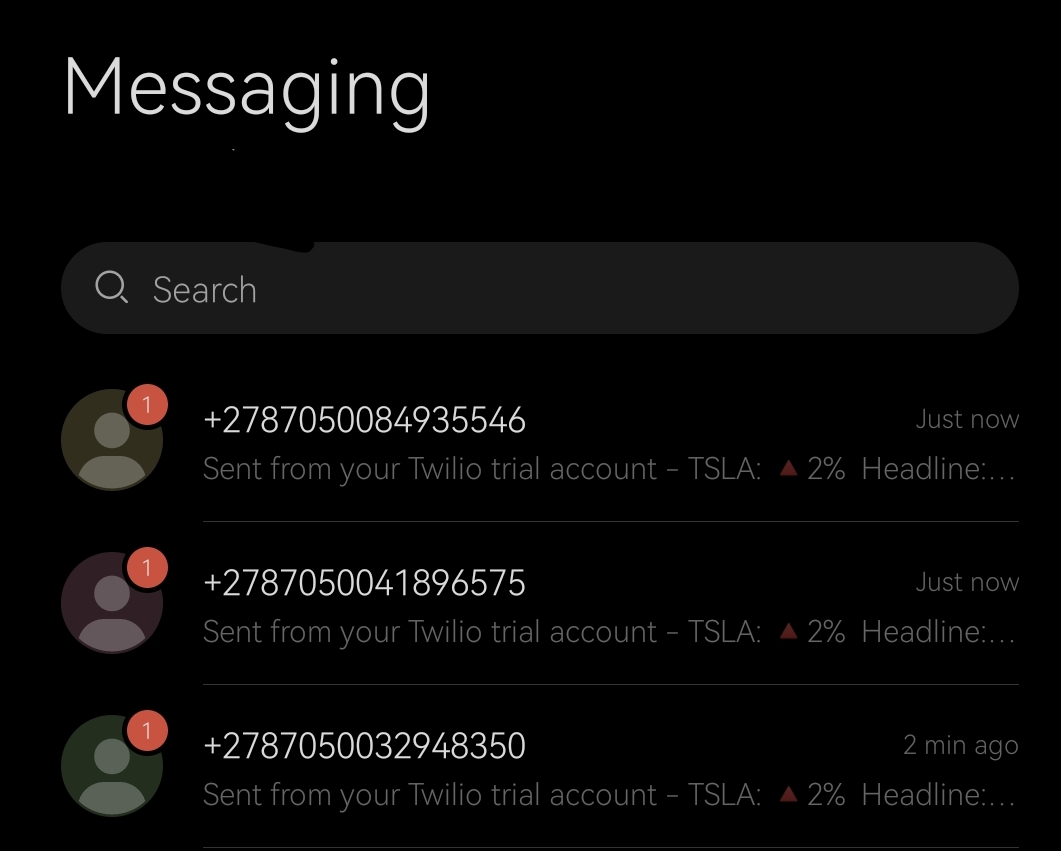 Messaging
Search
1
+2787050084935546
Just now
Sent from your Twilio trial account - TSLA: 🔺2% Headline:...
1
+2787050041896575
Just now
Sent from your Twilio trial account - TSLA: 🔺2% Headline:...
1
+2787050032948350
2 min ago
Sent from your Twilio trial account - TSLA: 🔺2% Headline:...